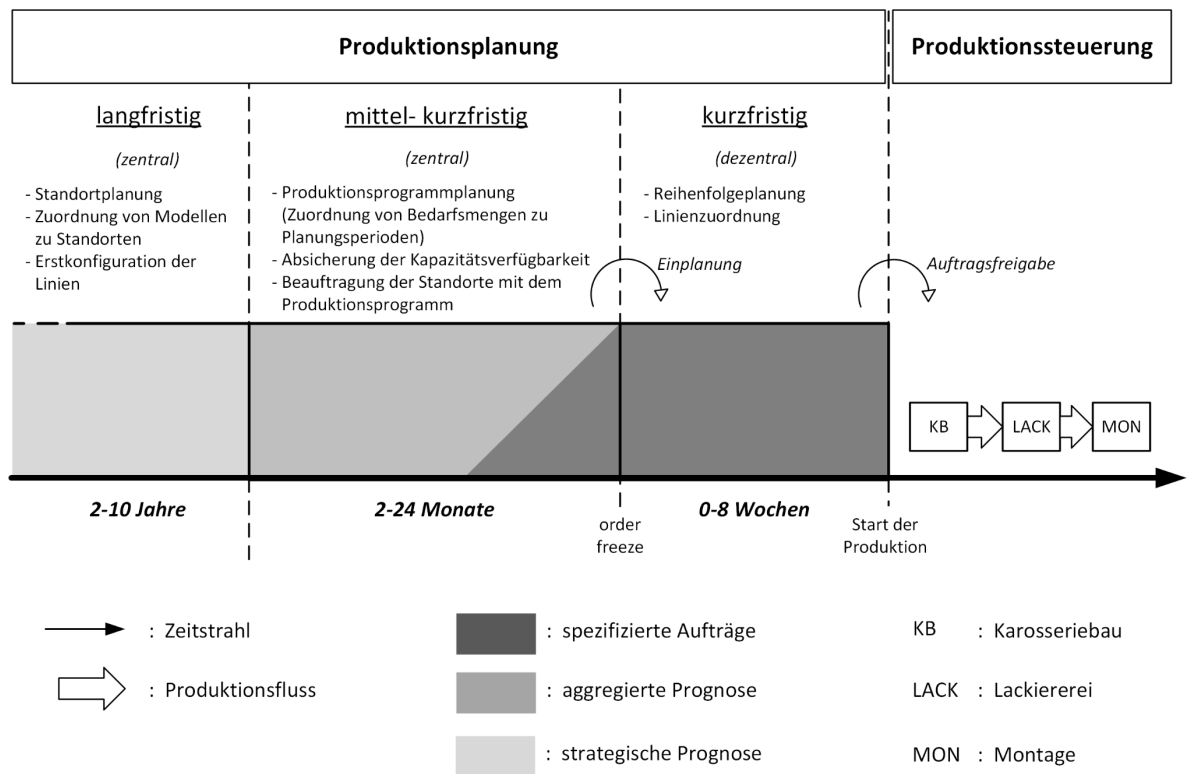 Produktionsplanung
Produktionssteuerung
langfristig
(zentral)
- Standortplanung
- Zuordnung von Modellen
zu Standorten
- Erstkonfiguration der
Linien
mittel- kurzfristig
(zentral)
- Produktionsprogrammplanung
(Zuordnung von Bedarfsmengen zu
Planungsperioden)
- Absicherung der Kapazitätsverfügbarkeit
- Beauftragung der Standorte mit dem
Produktionsprogramm
kurzfristig
(dezentral)
- Reihenfolgeplanung
- Linienzuordnung
Einplanung
Auftragsfreigabe
KB
LACK
MON
2-10 Jahre
2-24 Monate
order
freeze
0-8 Wochen
Start der
Produktion
: Zeitstrahl
: Produktionsfluss
: spezifizierte Aufträge
: aggregierte Prognose
: strategische Prognose
KB : Karosseriebau
LACK : Lackiererei
MON : Montage